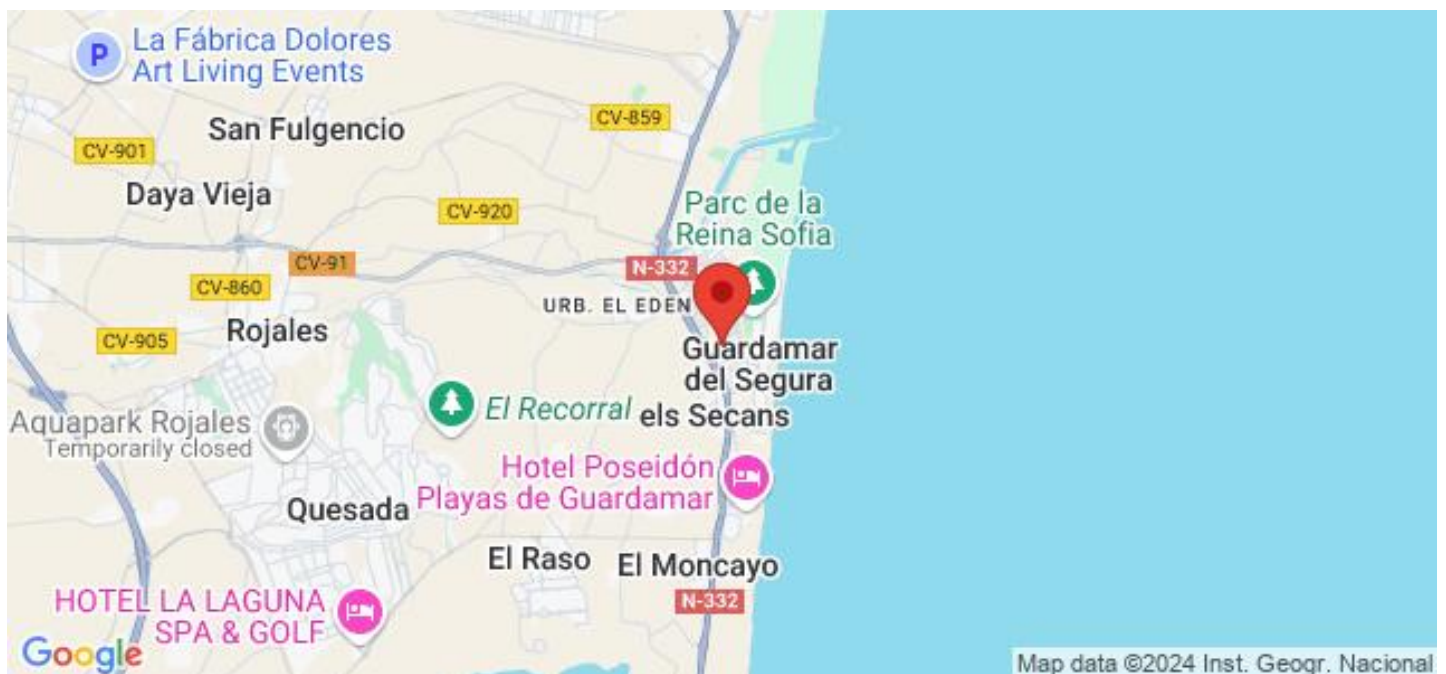 La Fábrica Dolores
Art Living Events
P
San Fulgencio
CV-859
CV-901
Daya Vieja
CV-920
Parc de la
Reina Sofia
CV-91
N-332
CV-860
URB. EL EDEN
Rojales
CV-905
Guardamar
del Segura
El Recorral
els Secans
Aquapark Rojales
Temporarily closed
Hotel Poseidón
Playas de Guardamar
Quesada
El Raso
El Moncayo
HOTEL LA LAGUNA
SPA & GOLF
N-332
Google
Map data ©2024 Inst. Geogr. Nacional